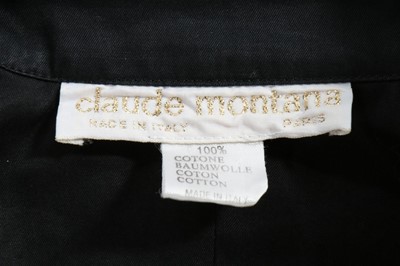 claude montana
MADE IN ITALY PARIS
100%
COTONE
BAUMWOLLE
COTON
COTTON
MADE IN ITALY